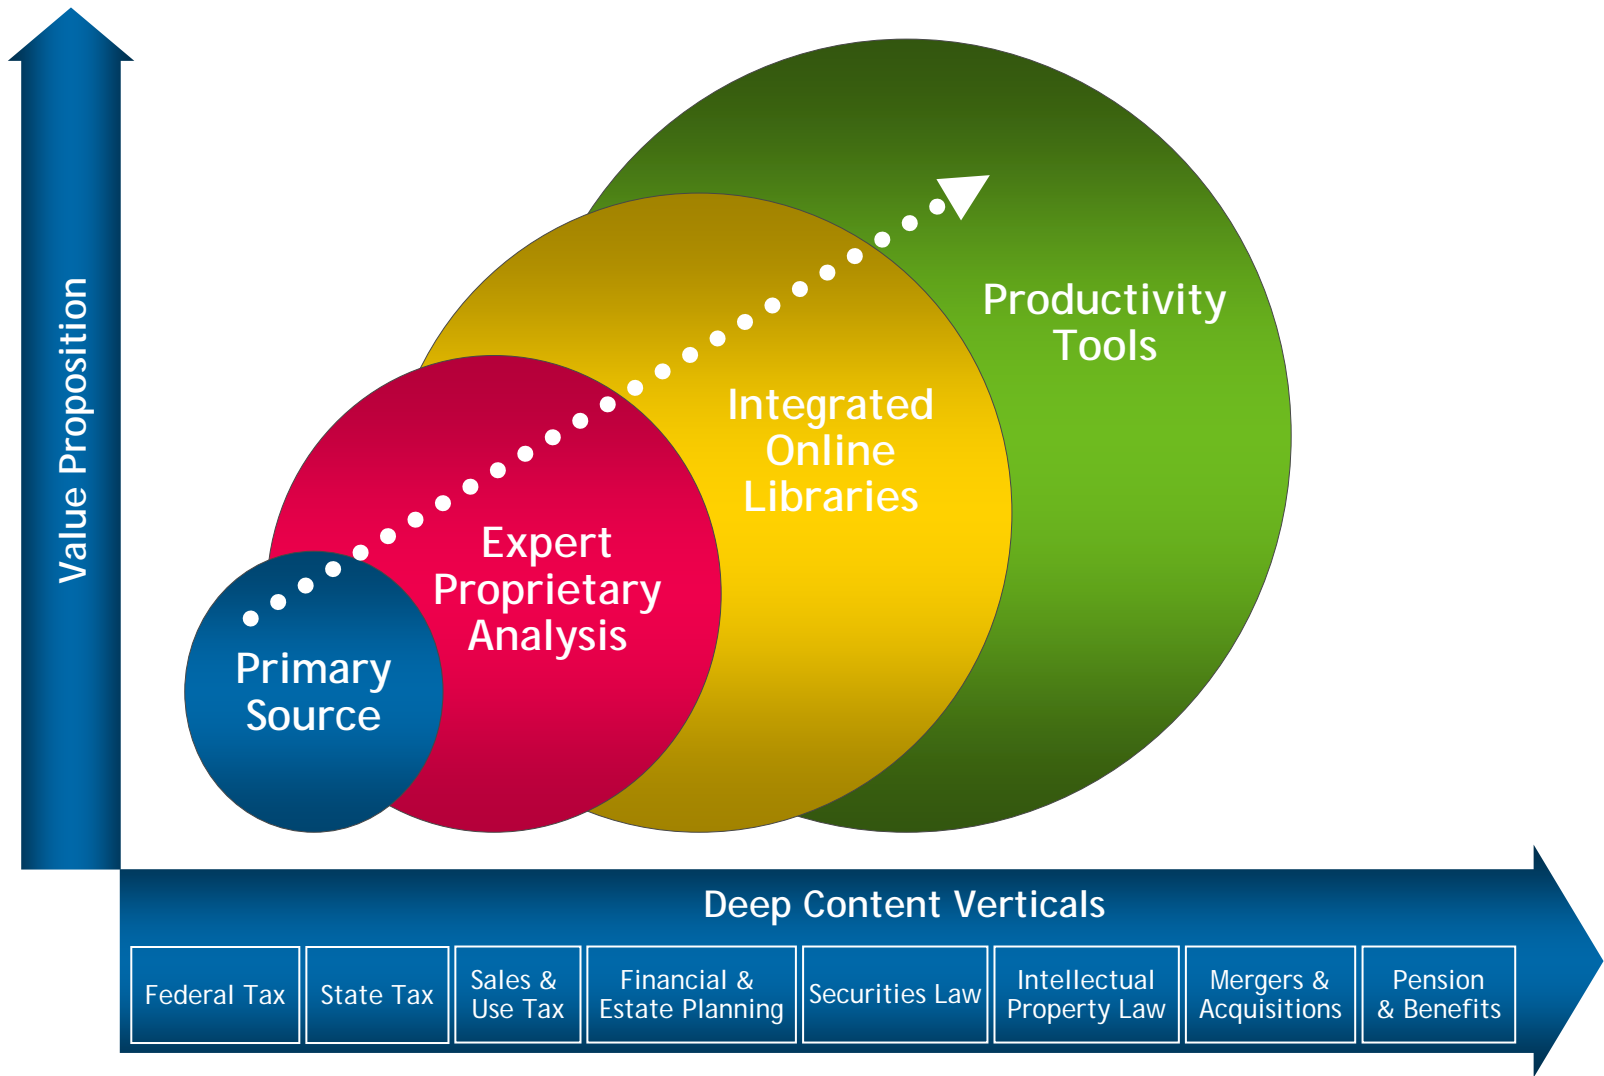 Value Proposition
Productivity
Tools
Integrated
Online
Libraries
Expert
Proprietary
Analysis
Primary
Source
Deep Content Verticals
Federal Tax
State Tax
Sales &
Use Tax
Financial &
Estate Planning
Securities Law
Intellectual
Property Law
Mergers &
Acquisitions
Pension
& Benefits